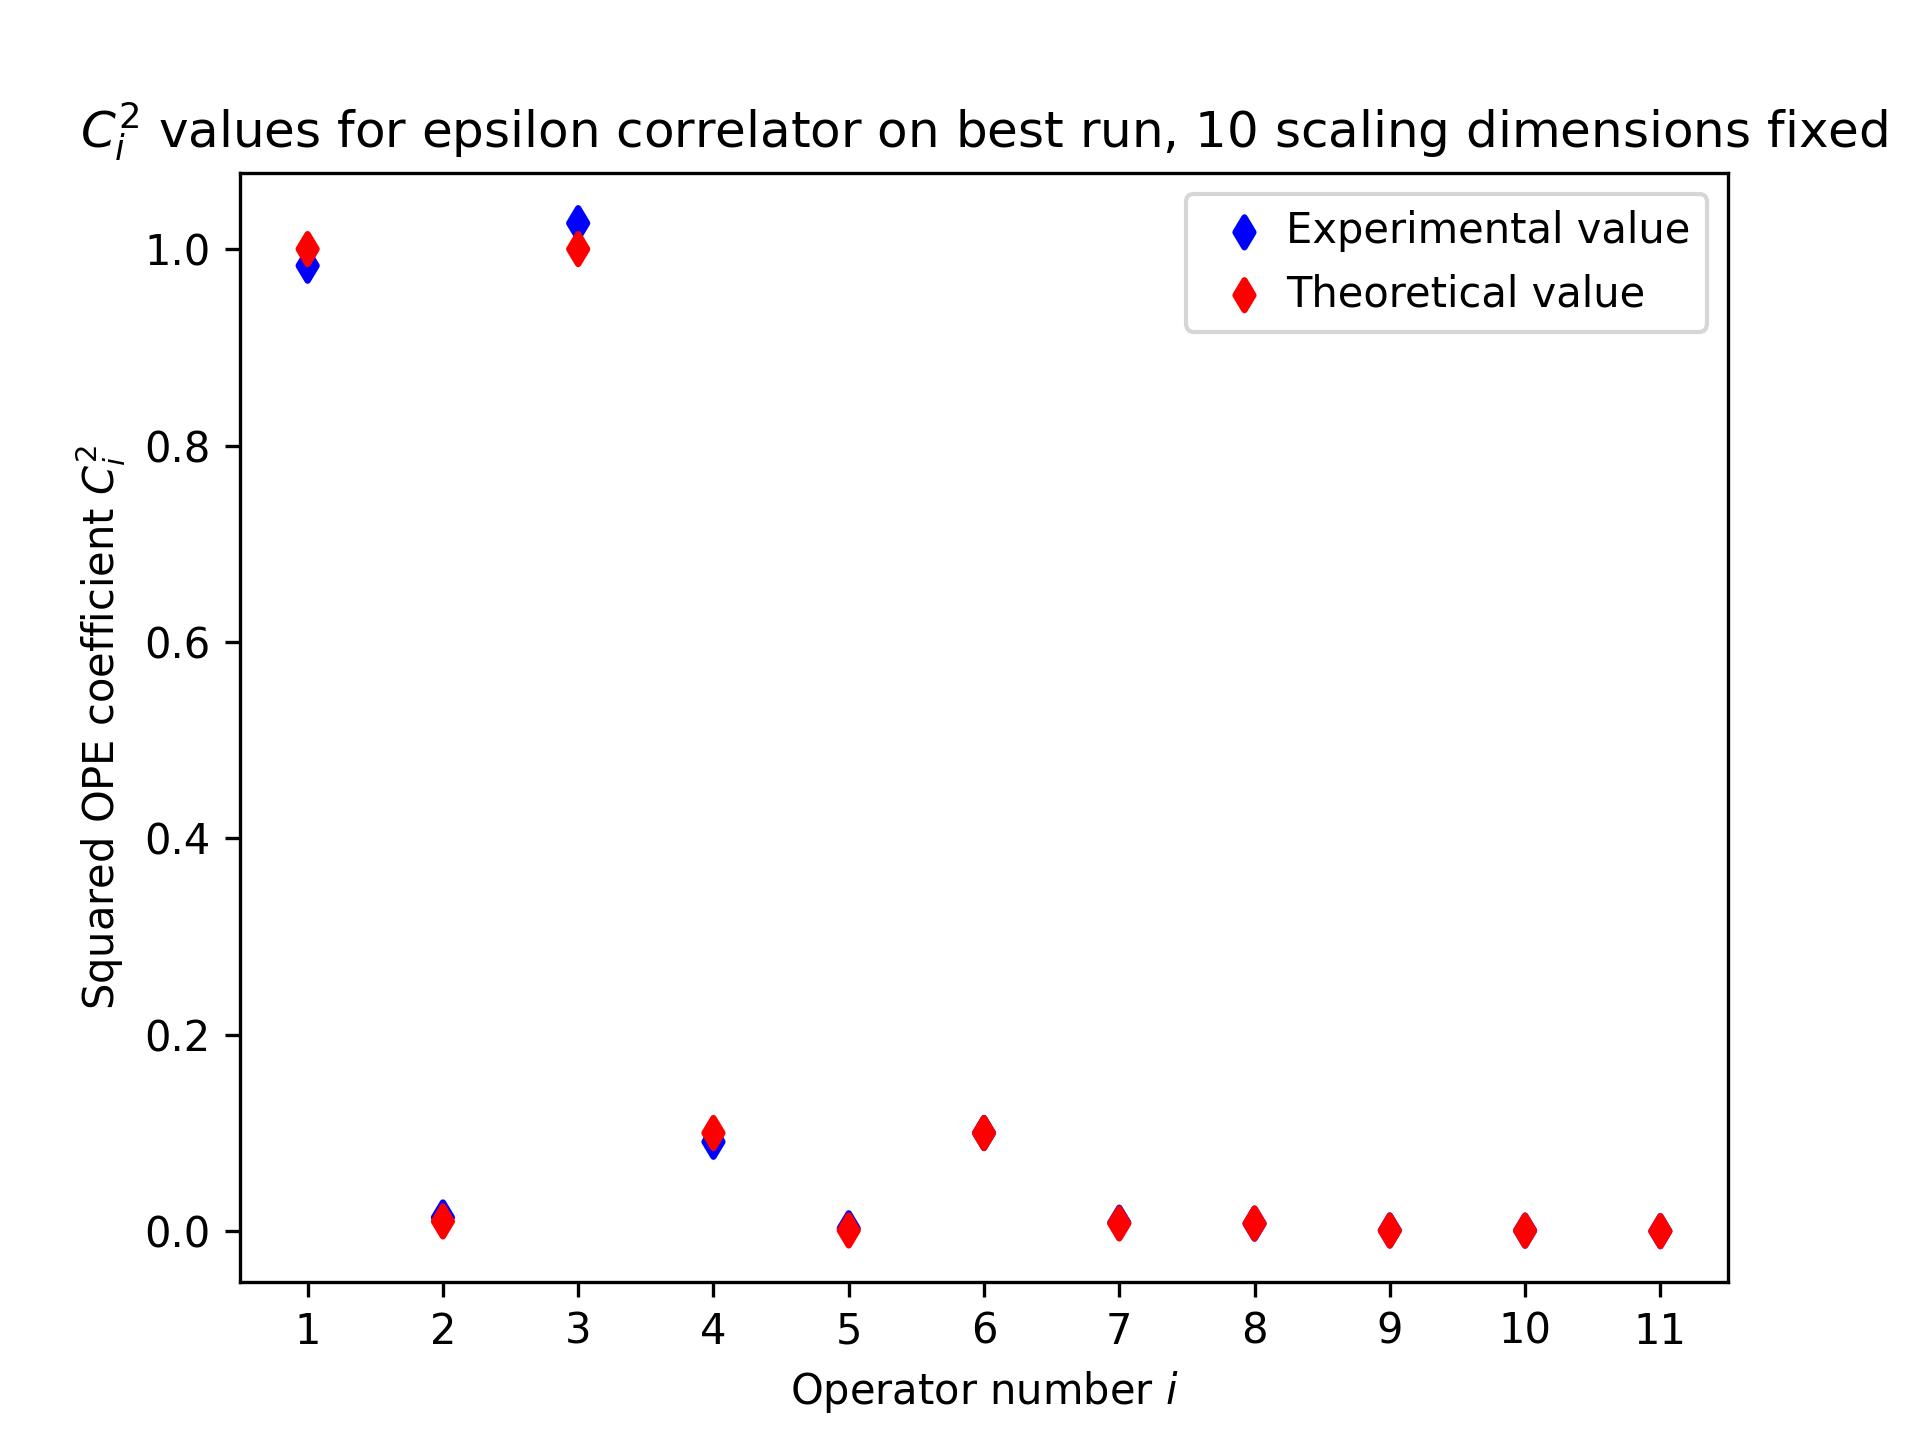 $C_i^2$ values for epsilon correlator on best run, 10 scaling dimensions fixed
Experimental value
Theoretical value
Squared OPE coefficient $C_i^2$
1.0
0.8
0.6
0.4
0.2
0.0
1 2 3 4 5 6 7 8 9 10 11
Operator number i